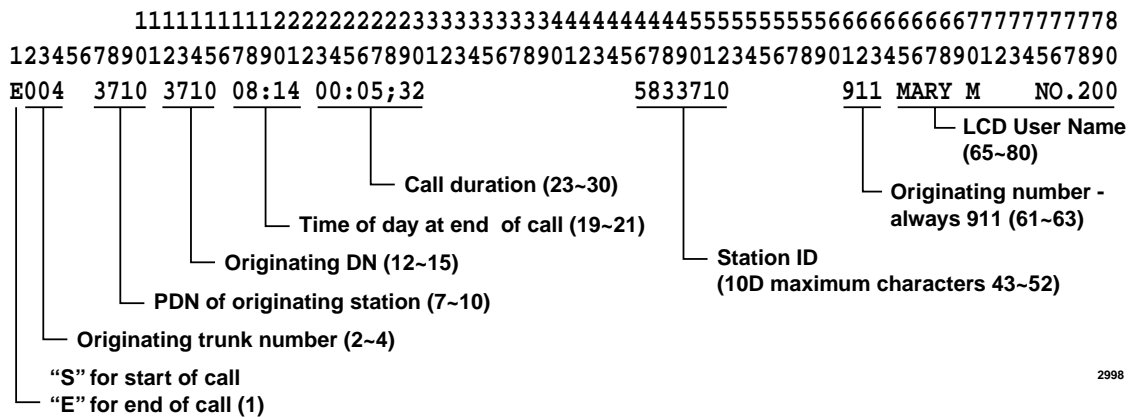 11111111112222222222333333333344444444445555555555666666666677777777778
12345678901234567890123456789012345678901234567890123456789012345678901234567890
E004 3710 3710 08:14 00:05;32 5833710 911 MARY M NO.200
LCD User Name
(65~80)
Call duration (23~30)
Originating number -
always 911 (61~63)
Time of day at end of call (19~21)
Station ID
(10D maximum characters 43~52)
Originating DN (12~15)
PDN of originating station (7~10)
Originating trunk number (2~4)
“S” for start of call
“E” for end of call (1)
2998